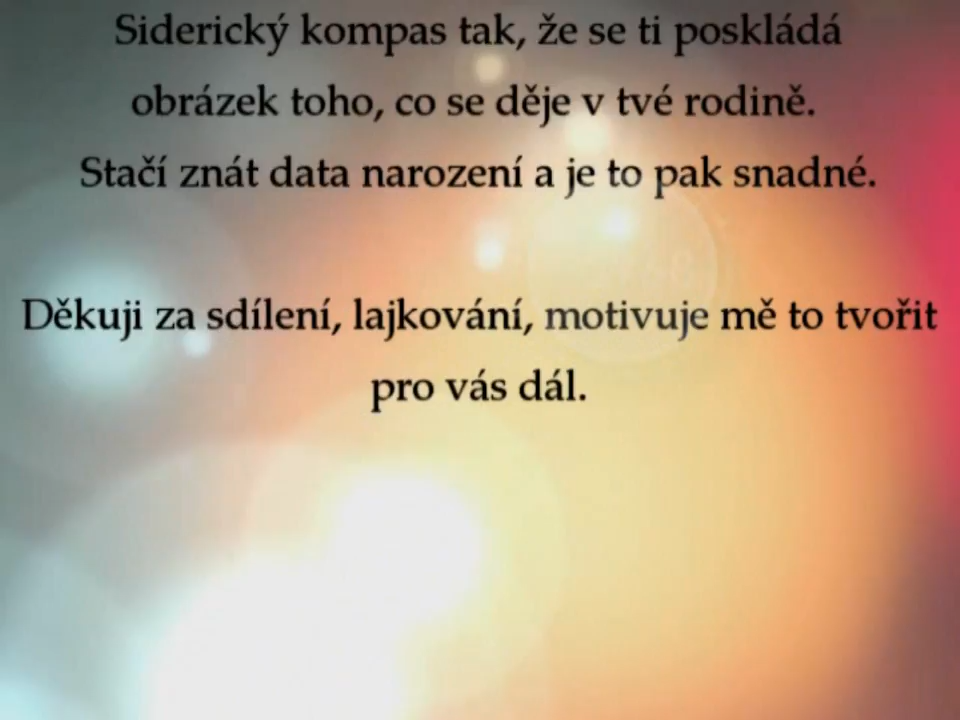 Siderický kompas tak, že se ti poskládá
obrázek toho, co se děje v tvé rodině.
Stačí znát data narození a je to pak snadné.
Děkuji za sdílení, lajkování, motivuje mě to tvořit
pro vás dál.